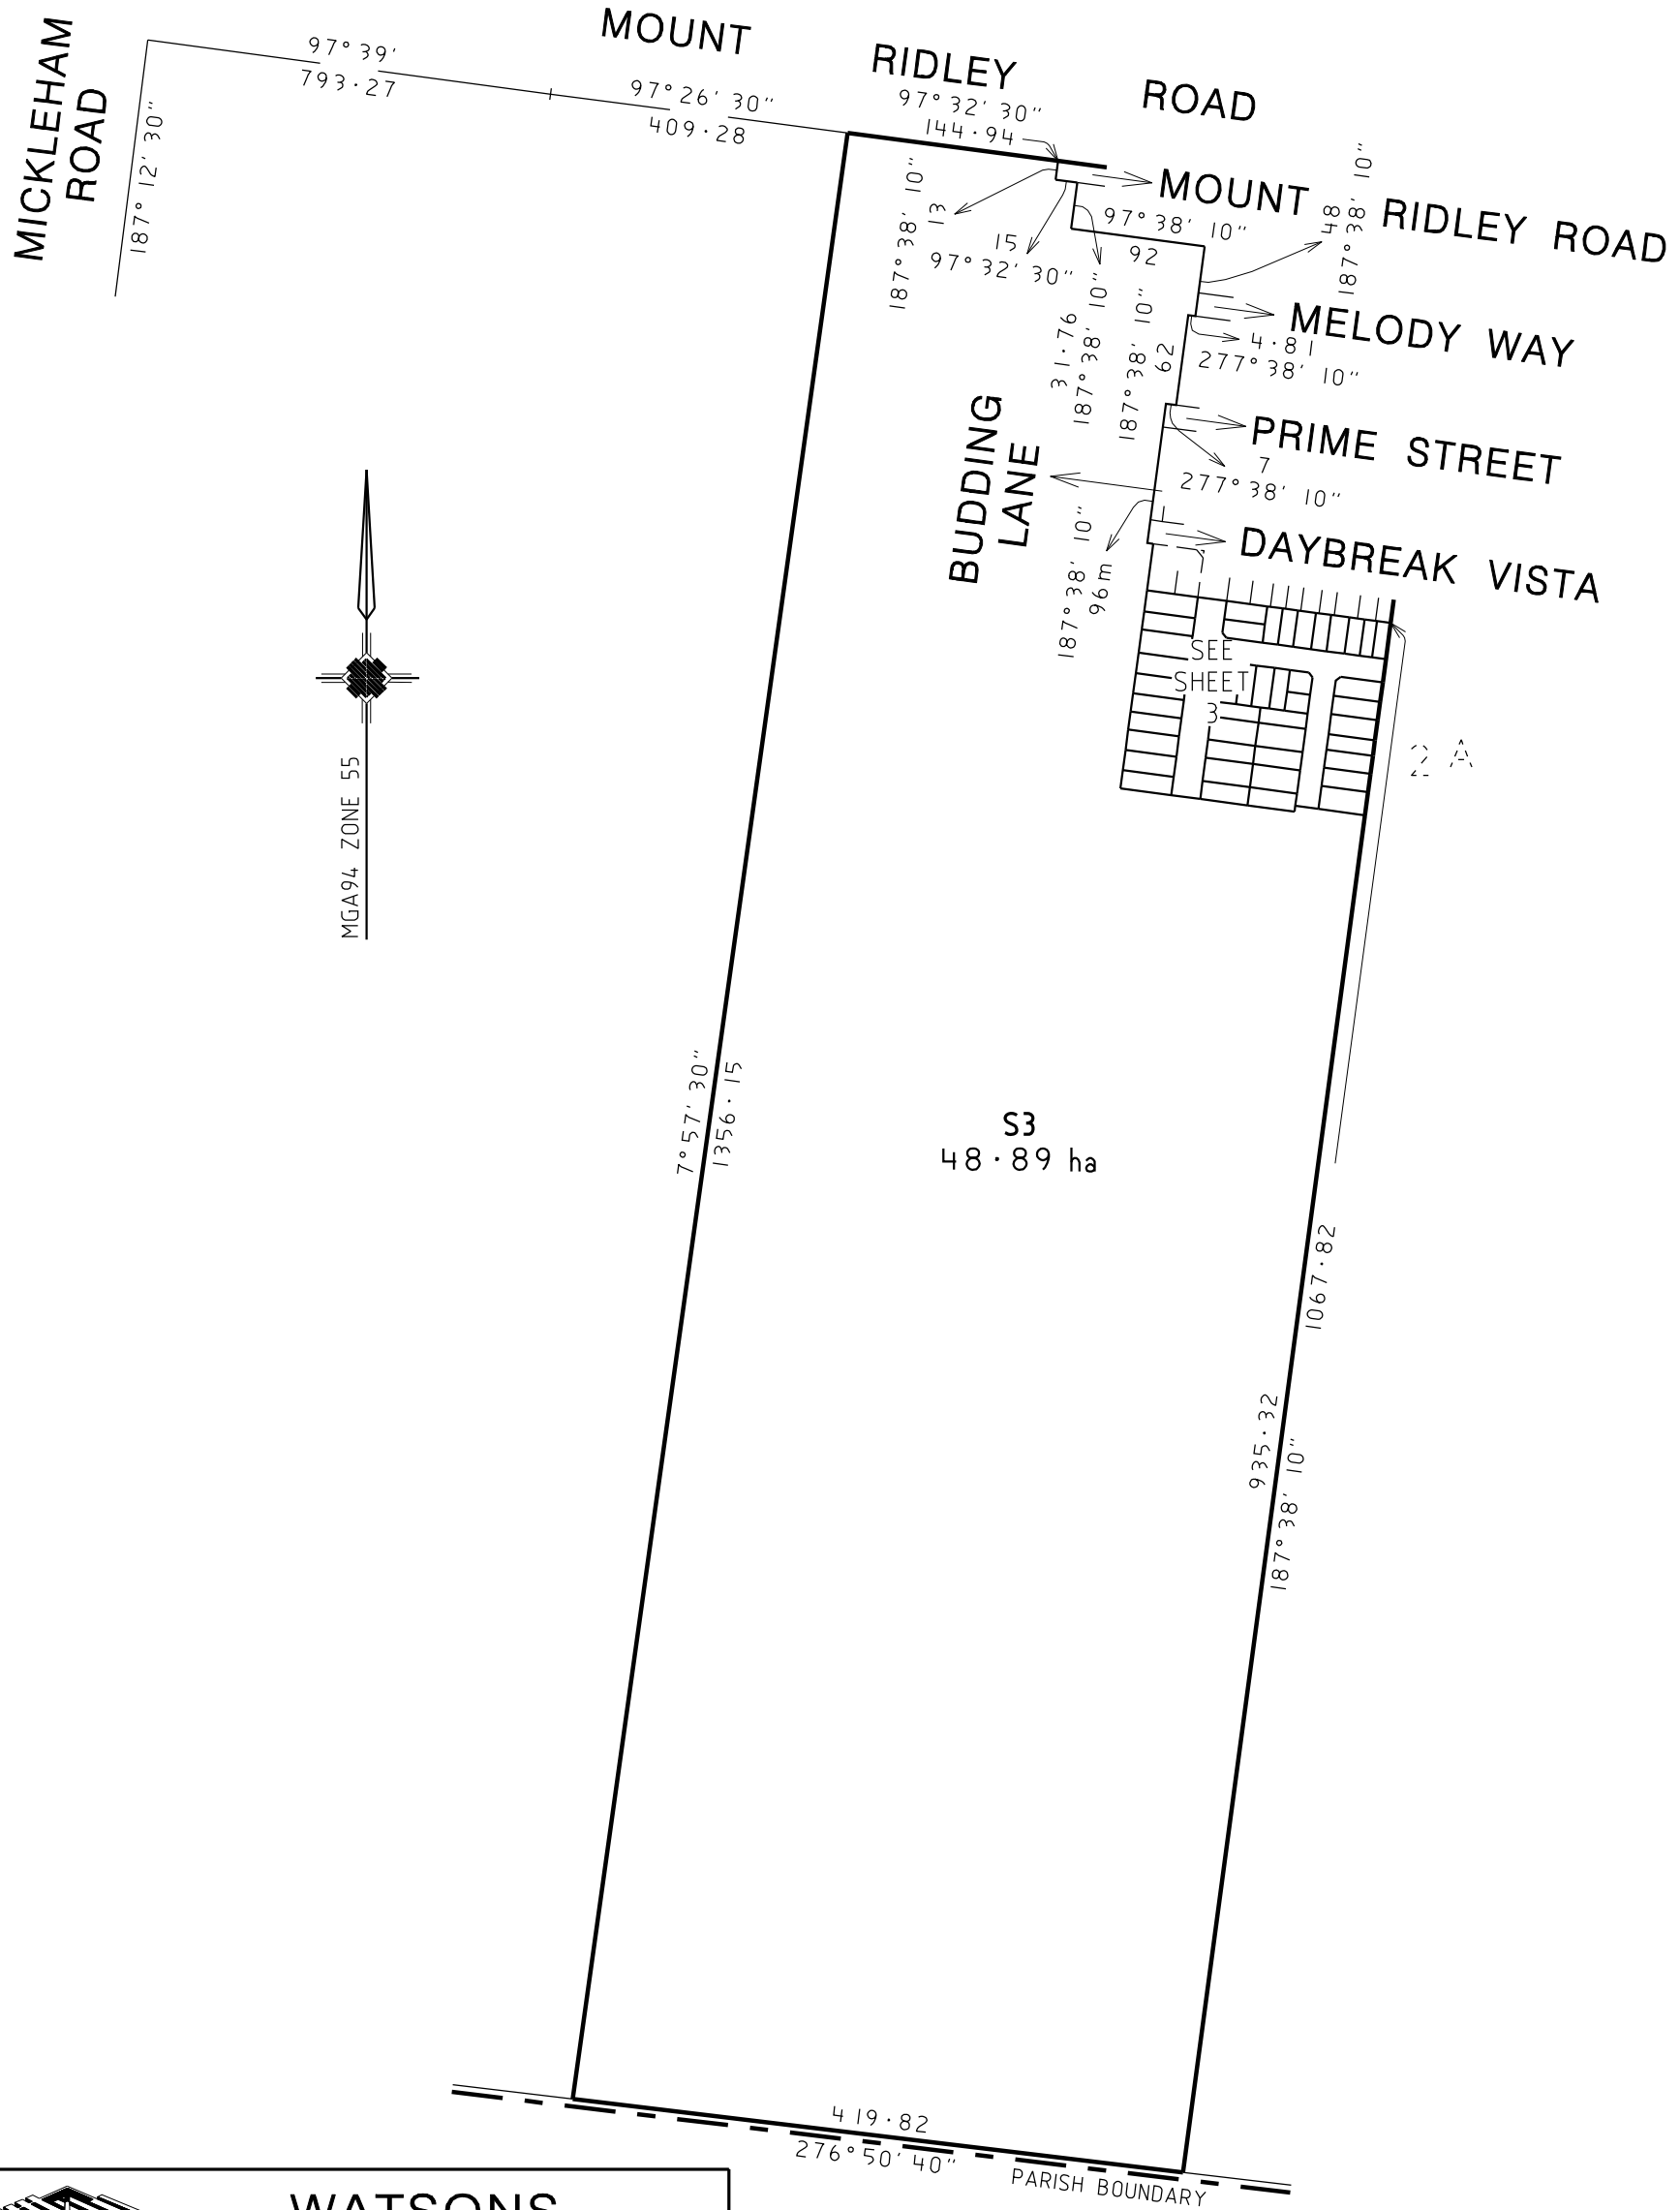 MICKLEHAM
ROAD
187° 12' 30"
97° 39'
793·27
MOUNT RIDLEY ROAD
97° 26' 30"
409·28
97° 32' 30"
144·94
MOUNT RIDLEY ROAD
187° 38' 10"
13
15
97° 32' 30"
97° 38' 10"
92
48
187° 38' 10"
31·76
187° 38' 10"
187° 38' 10"
62
MELODY WAY
4·81
277° 38' 10"
PRIME STREET
7
277° 38' 10"
BUDDING
LANE
187° 38' 10"
96m
DAYBREAK VISTA
SEE
SHEET
3
2 A
MGA94 ZONE 55
7° 57' 30"
1356·15
S3
48·89 ha
1067·82
935·32
187° 38' 10"
419·82
276° 50' 40"
PARISH BOUNDARY
WATSONS